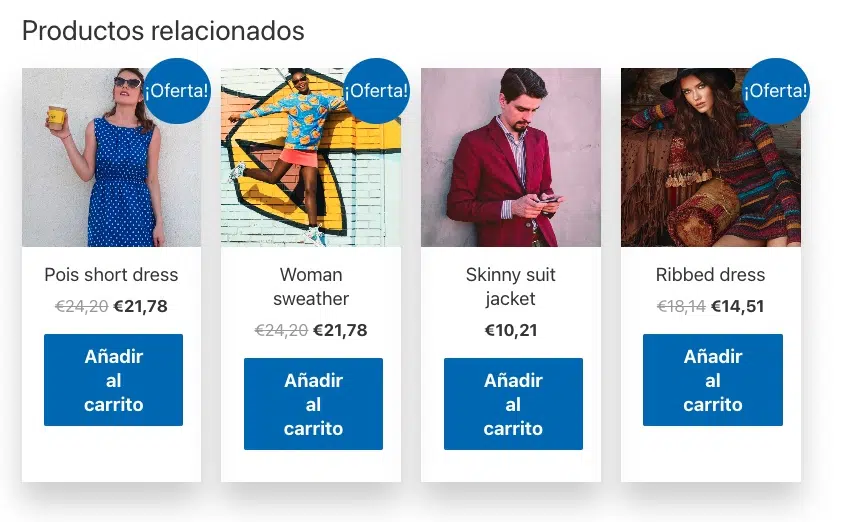 Productos relacionados
¡Oferta!
Pois short dress
€24,20 €21,78
Añadir
al
carrito
¡Oferta!
Woman
sweather
€24,20 €21,78
Añadir
al
carrito
Skinny suit
jacket
€10,21
Añadir
al
carrito
¡Oferta!
Ribbed dress
€18,14 €14,51
Añadir
al
carrito